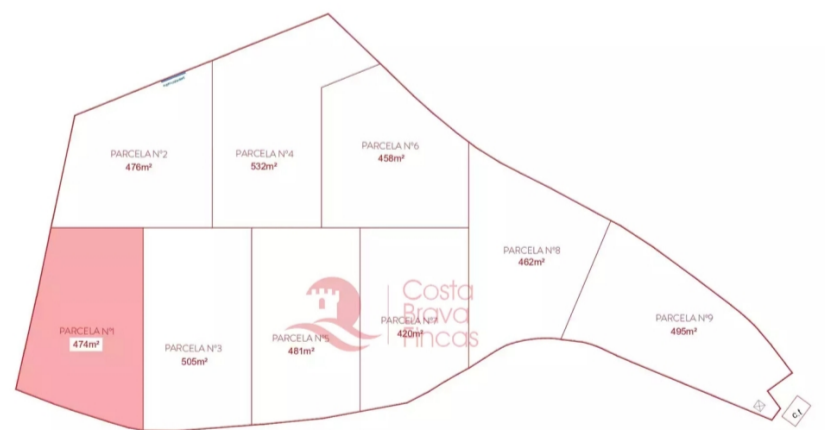 PARCELA Nº2
476m²
PARCELA Nº4
532m²
PARCELA Nº6
458m²
PARCELA Nº8
462m²
PARCELA Nº9
495m²
PARCELA Nº1
474m²
PARCELA Nº3
505m²
PARCELA Nº5
481m²
PARCELA Nº7
420m²
Costa
Brava
Fincas
C.t